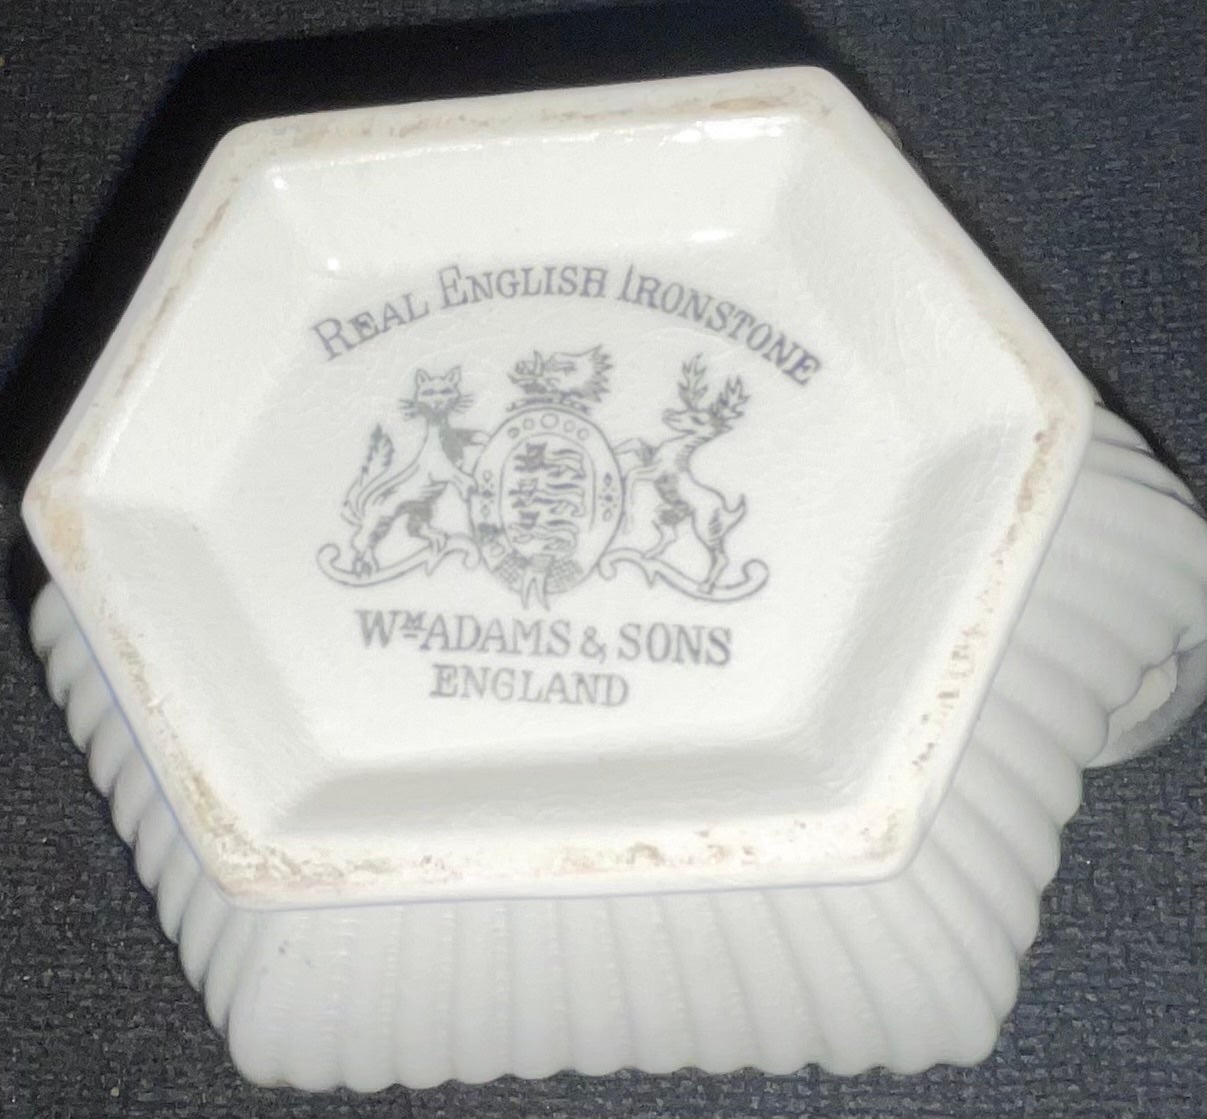 REAL ENGLISH IRONSTONE
Wᴹ ADAMS & SONS
ENGLAND